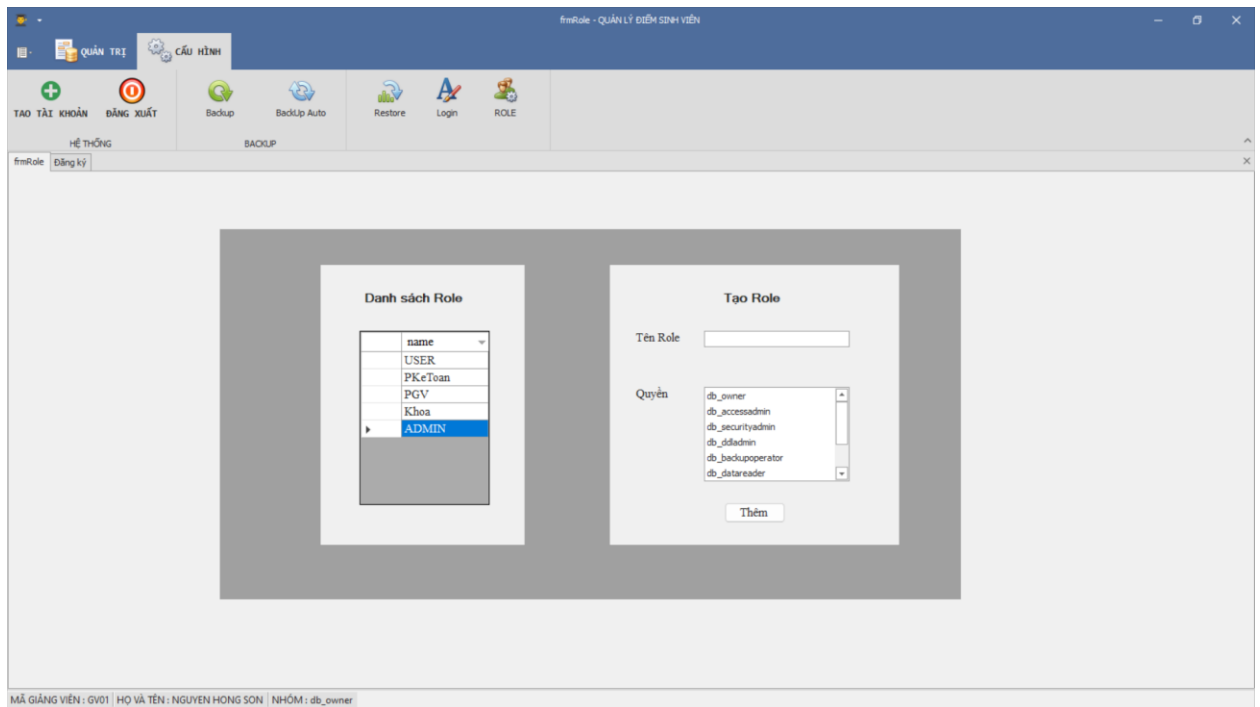 frmRole - QUẢN LÝ ĐIỂM SINH VIÊN
QUẢN TRỊ CẤU HÌNH
TAO TÀI KHOẢN ĐĂNG XUẤT Backup BackUp Auto Restore Login ROLE
HỆ THỐNG BACKUP
frmRole Đăng ký
Danh sách Role
name
USER
PKeToan
PGV
Khoa
ADMIN
Tạo Role
Tên Role
Quyền
db_owner
db_accessadmin
db_securityadmin
db_ddladmin
db_backupoperator
db_datareader
Thêm
MÃ GIẢNG VIÊN : GV01 HỌ VÀ TÊN : NGUYEN HONG SON NHÓM : db_owner